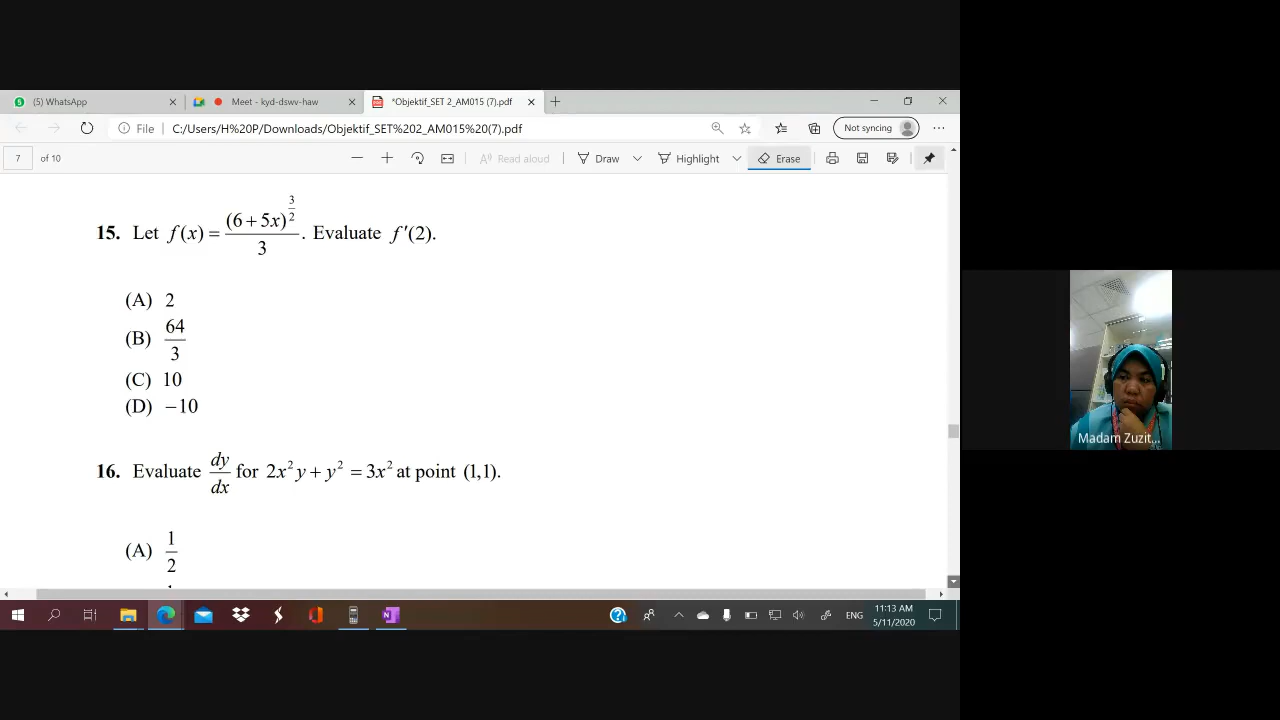 (5) WhatsApp
Meet - kyd-dswv-haw
*Objektif_SET 2_AM015 (7).pdf
File
C:/Users/H%20P/Downloads/Objektif_SET%202_AM015%20(7).pdf
Not syncing
7 of 10
Read aloud
Draw
Highlight
Erase
15. Let f(x) = (6+5x)^(3/2) / 3. Evaluate f′(2).
(A) 2
(B) 64/3
(C) 10
(D) −10
16. Evaluate dy/dx for 2x²y + y² = 3x² at point (1,1).
(A) 1/2
Madam Zuzit...
ENG
11:13 AM
5/11/2020